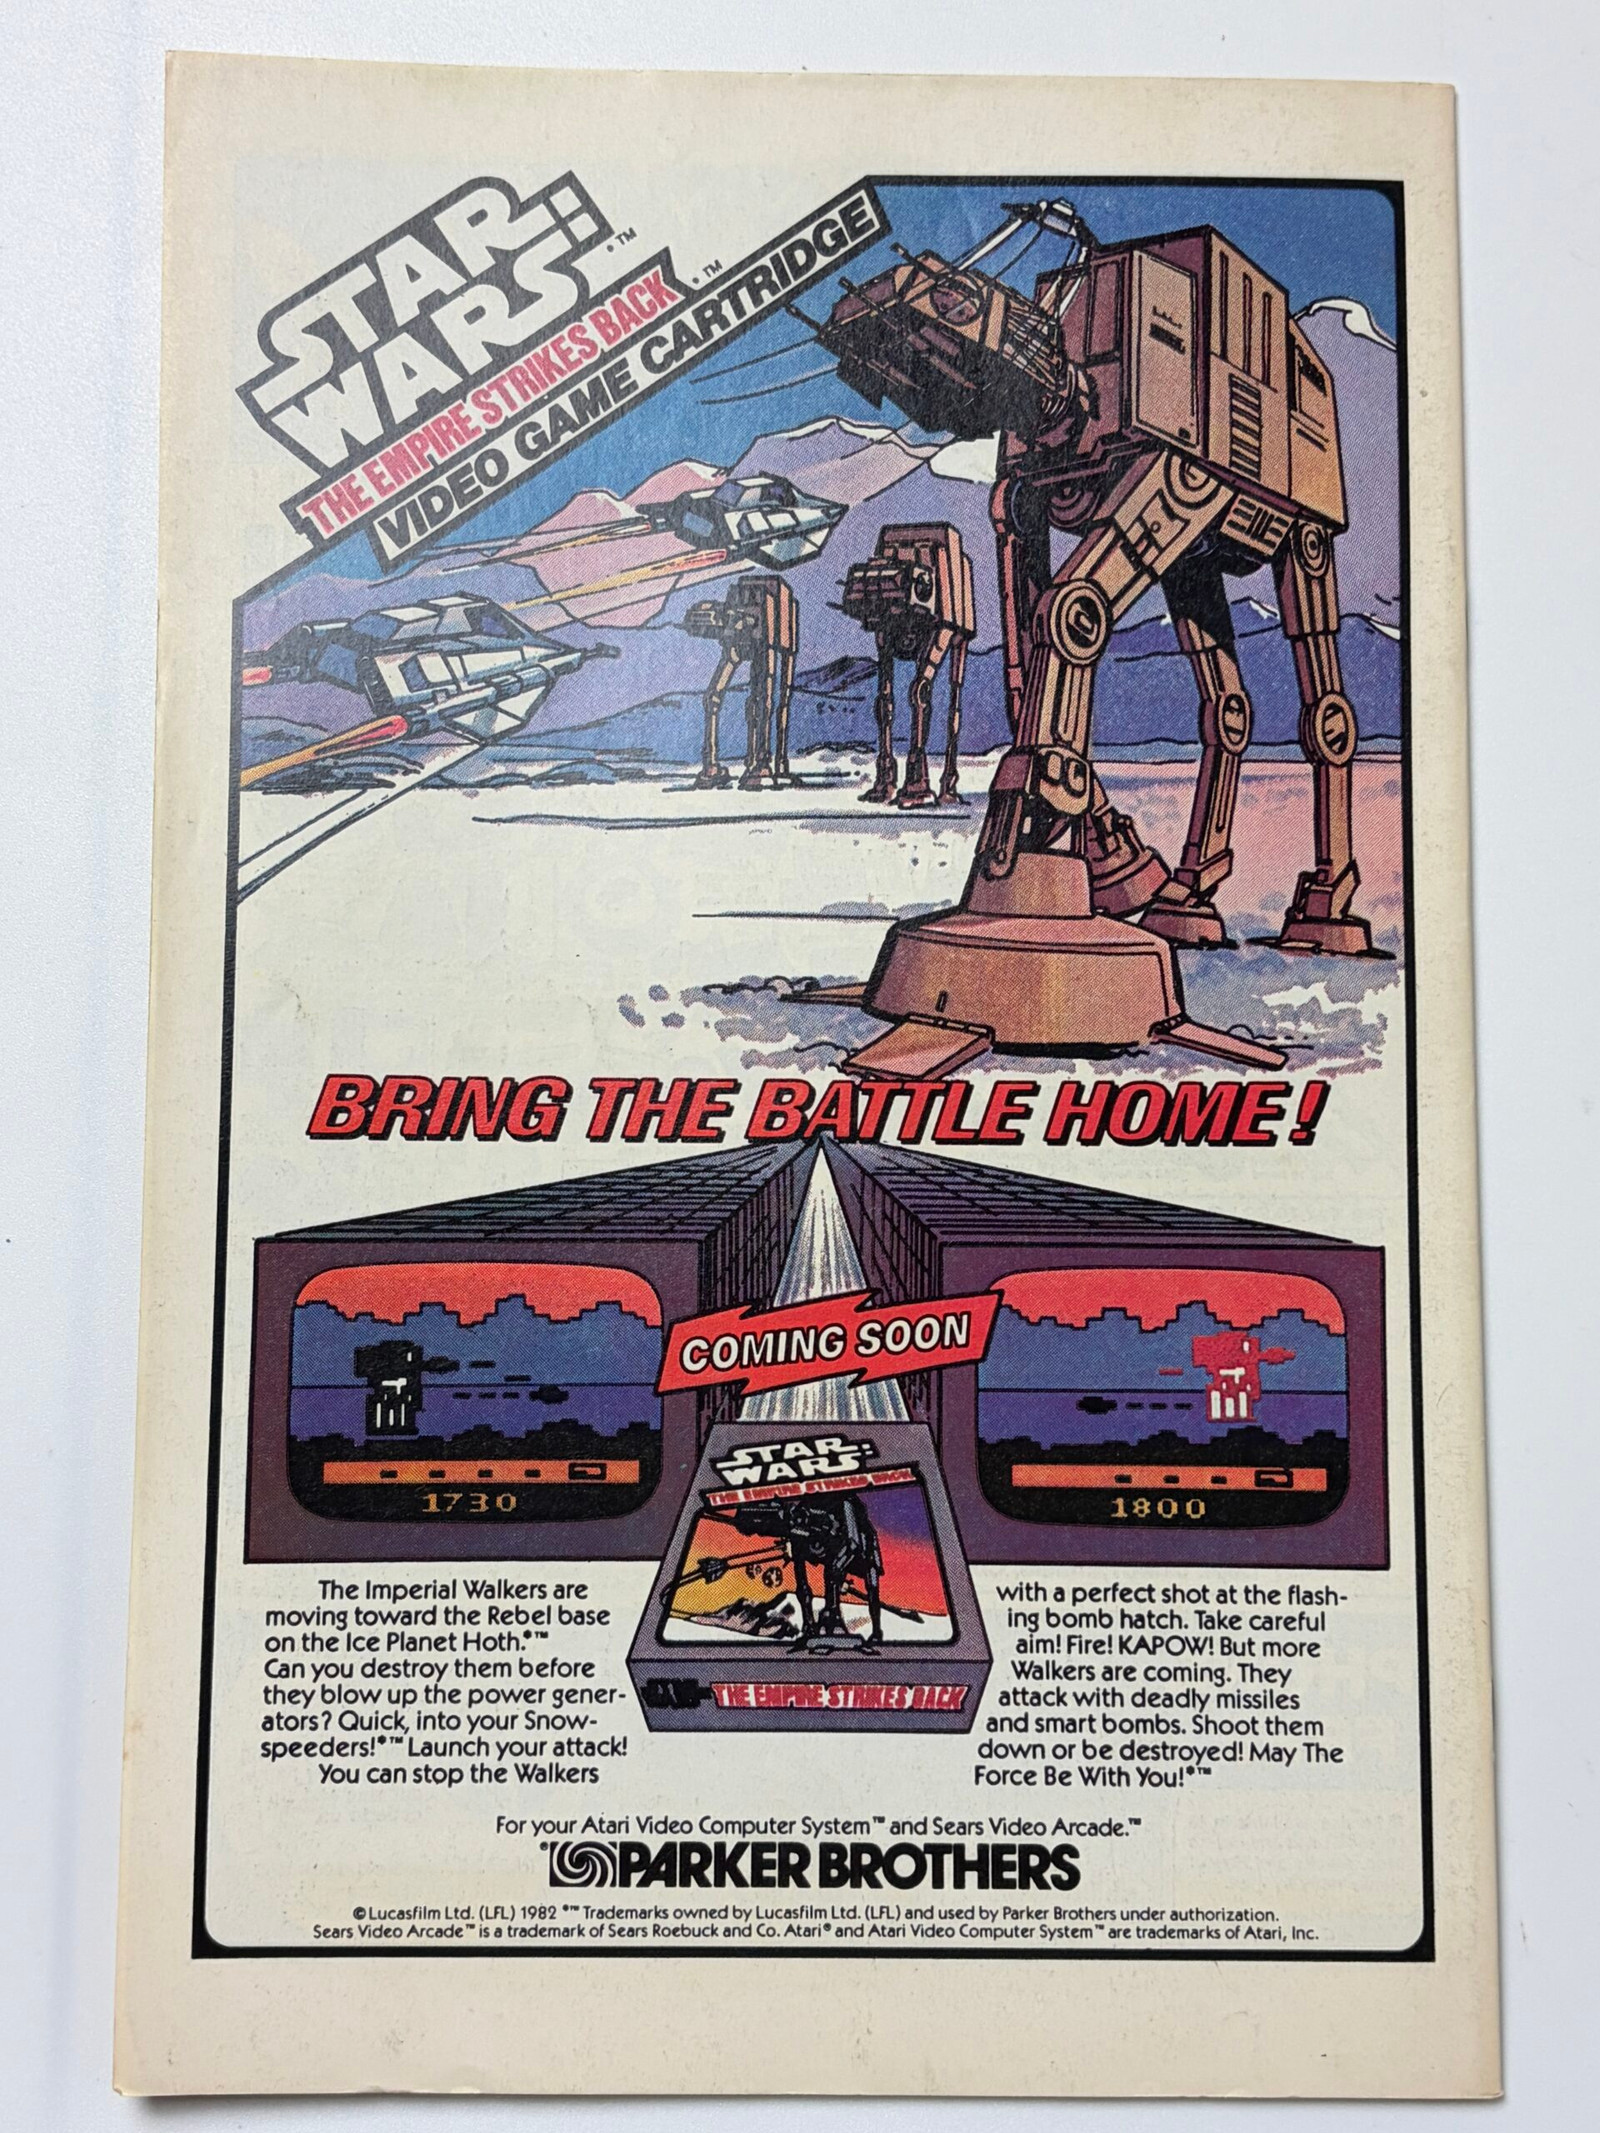 STAR
WARS:™
THE EMPIRE STRIKES BACK•™
VIDEO GAME CARTRIDGE
BRING THE BATTLE HOME!
COMING SOON
1730
1800
STAR
WARS:
THE EMPIRE STRIKES BACK
THE EMPIRE STRIKES BACK
The Imperial Walkers are
moving toward the Rebel base
on the Ice Planet Hoth.•™
Can you destroy them before
they blow up the power gener-
ators? Quick, into your Snow-
speeders!•™ Launch your attack!
You can stop the Walkers
with a perfect shot at the flash-
ing bomb hatch. Take careful
aim! Fire! KAPOW! But more
Walkers are coming. They
attack with deadly missiles
and smart bombs. Shoot them
down or be destroyed! May The
Force Be With You!•™
For your Atari Video Computer System™ and Sears Video Arcade.™
PARKER BROTHERS
© Lucasfilm Ltd. (LFL) 1982 •™ Trademarks owned by Lucasfilm Ltd. (LFL) and used by Parker Brothers under authorization.
Sears Video Arcade™ is a trademark of Sears Roebuck and Co. Atari® and Atari Video Computer System™ are trademarks of Atari, Inc.